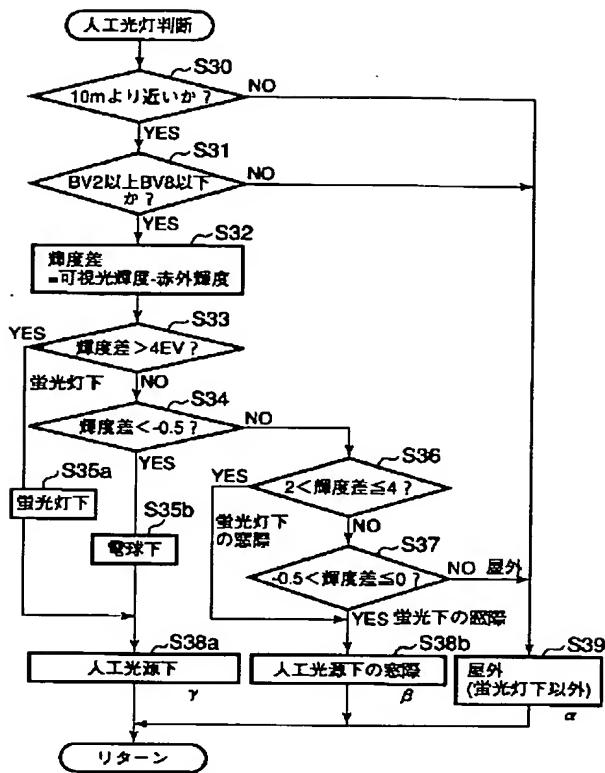 人工光灯判断
S30
10mより近いか?
NO
YES
S31
BV2以上BV8以下
か?
NO
YES
S32
輝度差
=可視光輝度-赤外輝度
S33
YES
輝度差>4EV?
蛍光灯下
NO
S34
輝度差<-0.5?
NO
YES
S35a
蛍光灯下
S35b
電球下
S36
YES
2<輝度差≦4?
蛍光灯下
の窓際
NO
S37
-0.5<輝度差≦0?
NO 屋外
YES 蛍光下の窓際
S38a
人工光源下
γ
S38b
人工光源下の窓際
β
S39
屋外
(蛍光灯下以外)
α
リターン